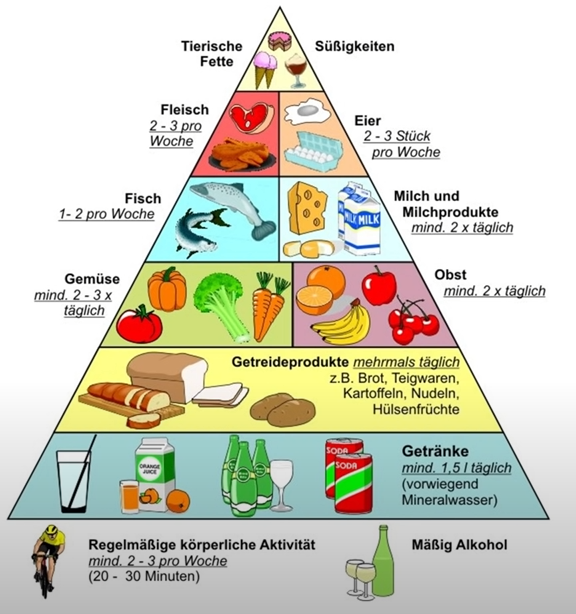 Tierische
Fette
Süßigkeiten
Fleisch
2 - 3 pro
Woche
Eier
2 - 3 Stück
pro Woche
Fisch
1- 2 pro Woche
Milch und
Milchprodukte
mind. 2 x täglich
MILK MILK
Gemüse
mind. 2 - 3 x
täglich
Obst
mind. 2 x täglich
Getreideprodukte mehrmals täglich
z.B. Brot, Teigwaren,
Kartoffeln, Nudeln,
Hülsenfrüchte
ORANGE
JUICE
SODA
SODA
Getränke
mind. 1,5 l täglich
(vorwiegend
Mineralwasser)
Regelmäßige körperliche Aktivität
mind. 2 - 3 pro Woche
(20 - 30 Minuten)
Mäßig Alkohol